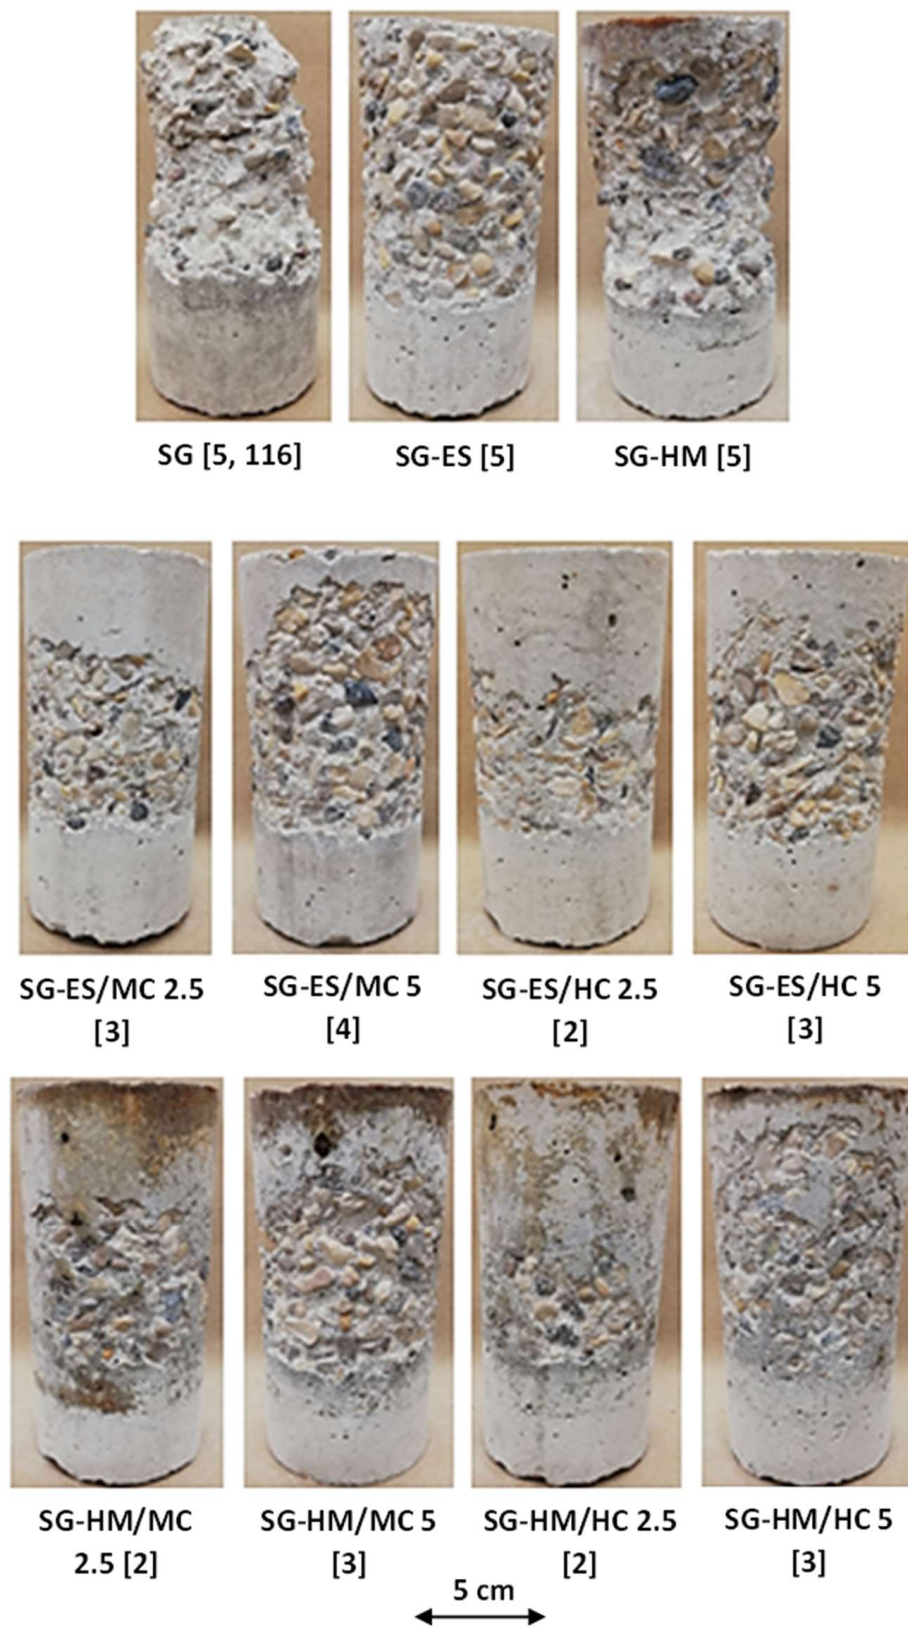 SG [5, 116]
SG-ES [5]
SG-HM [5]
SG-ES/MC 2.5
[3]
SG-ES/MC 5
[4]
SG-ES/HC 2.5
[2]
SG-ES/HC 5
[3]
SG-HM/MC
2.5 [2]
SG-HM/MC 5
[3]
SG-HM/HC 2.5
[2]
SG-HM/HC 5
[3]
5 cm